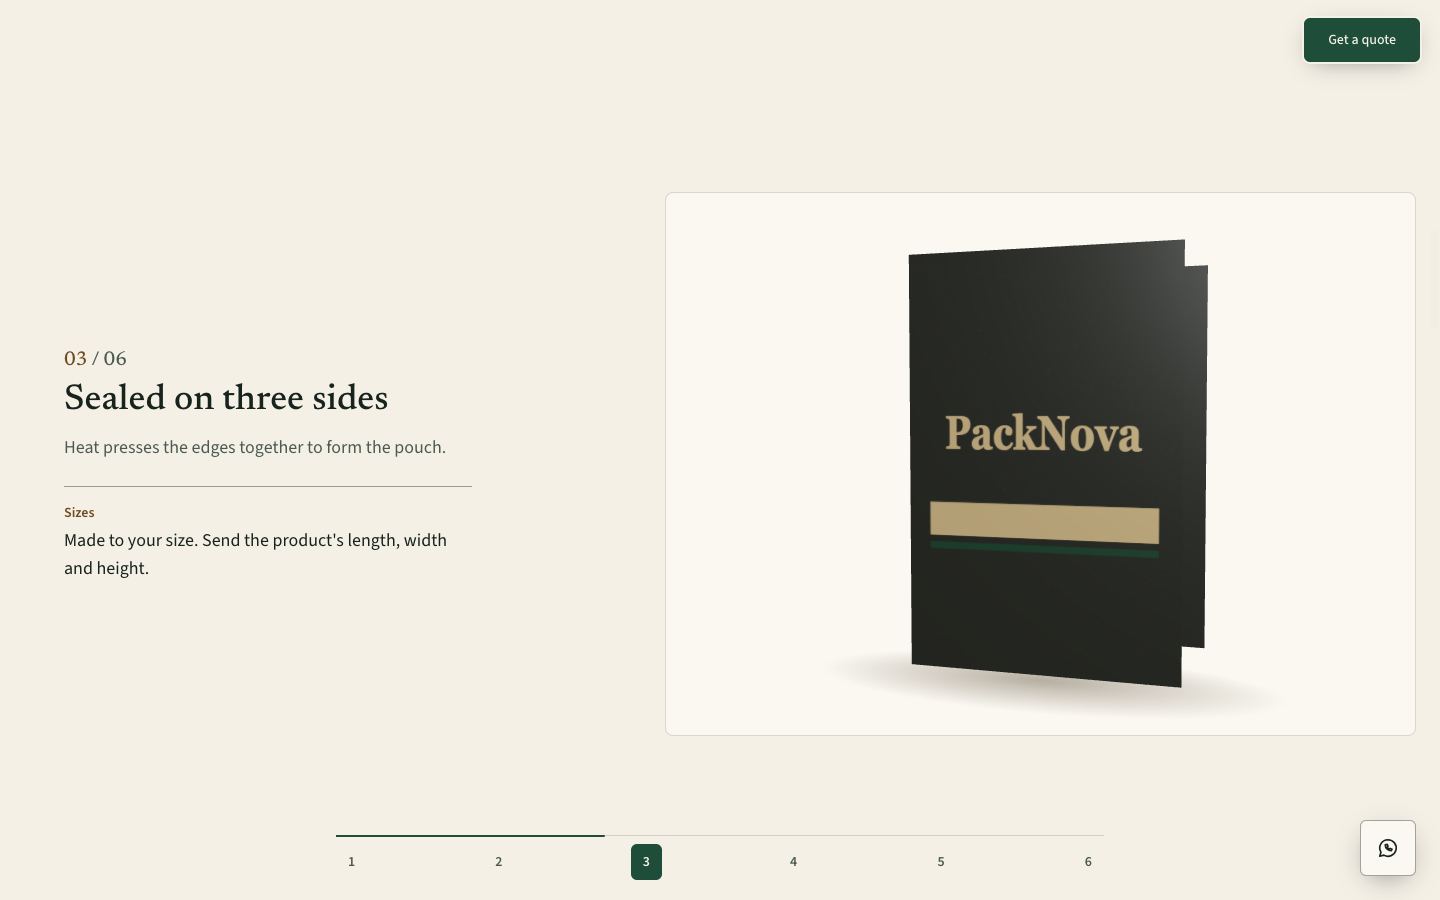 Get a quote
03 / 06
Sealed on three sides
Heat presses the edges together to form the pouch.
Sizes
Made to your size. Send the product's length, width
and height.
PackNova
1 2 3 4 5 6